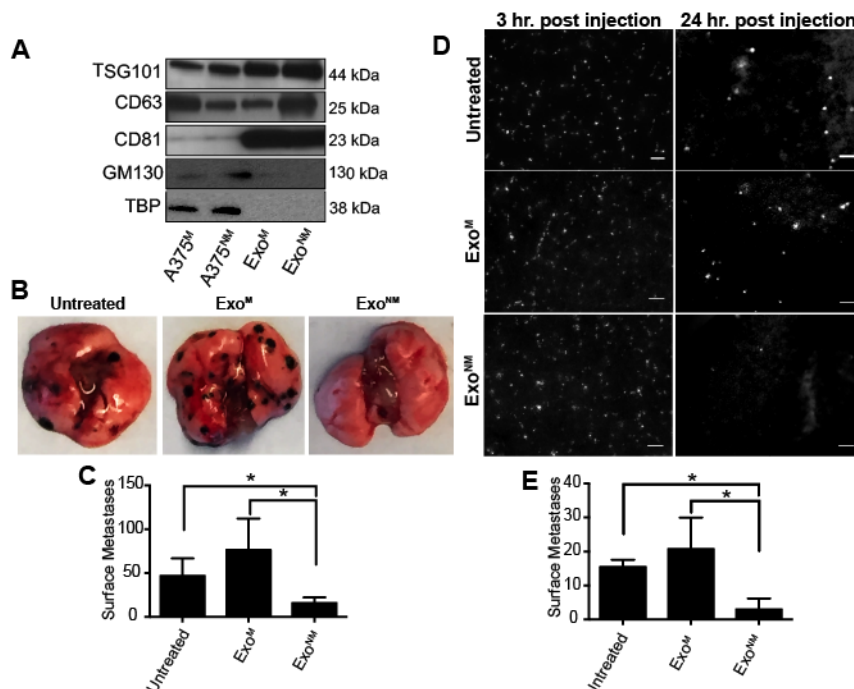 A
TSG101 44 kDa
CD63 25 kDa
CD81 23 kDa
GM130 130 kDa
TBP 38 kDa
A375ᴹ A375ᴺᴹ Exoᴹ Exoᴺᴹ
B
Untreated Exoᴹ Exoᴺᴹ
C
* *
Surface Metastases
150
100
50
0
Untreated Exoᴹ Exoᴺᴹ
D
3 hr. post injection 24 hr. post injection
Untreated
Exoᴹ
Exoᴺᴹ
E
* *
Surface Metastases
40
30
20
10
0
Untreated Exoᴹ Exoᴺᴹ